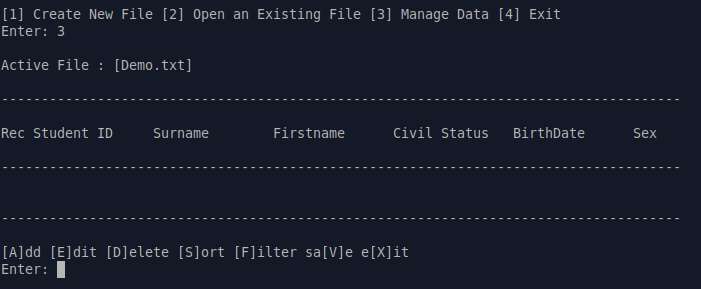 [1] Create New File [2] Open an Existing File [3] Manage Data [4] Exit
Enter: 3
Active File : [Demo.txt]
-------------------------------------------------------------------------------------
Rec Student ID     Surname        Firstname      Civil Status   BirthDate      Sex
-------------------------------------------------------------------------------------
-------------------------------------------------------------------------------------
[A]dd [E]dit [D]elete [S]ort [F]ilter sa[V]e e[X]it
Enter: